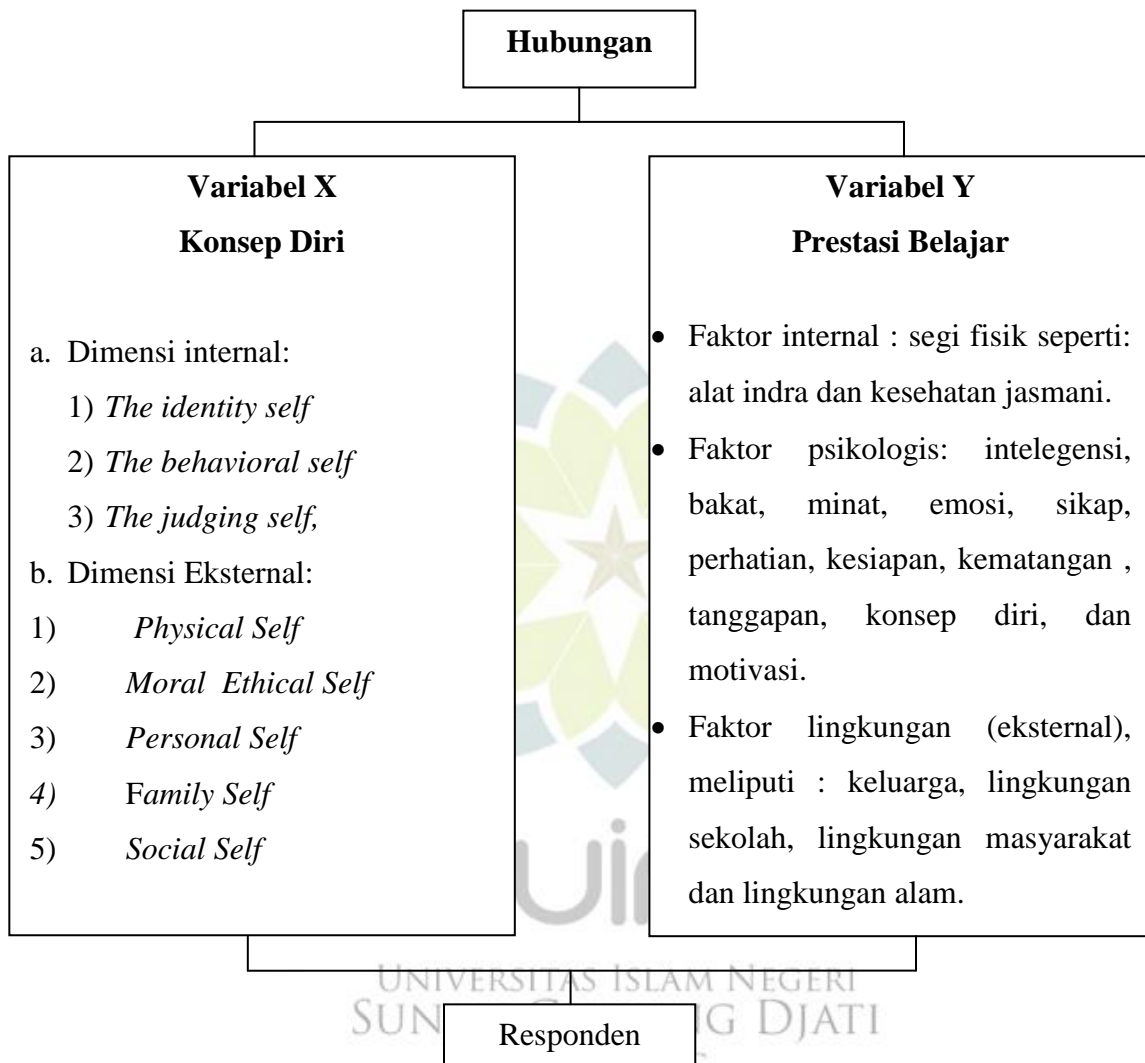 Hubungan
Variabel X
Konsep Diri
a. Dimensi internal:
1) The identity self
2) The behavioral self
3) The judging self,
b. Dimensi Eksternal:
1) Physical Self
2) Moral Ethical Self
3) Personal Self
4) Family Self
5) Social Self
Variabel Y
Prestasi Belajar
• Faktor internal : segi fisik seperti:
alat indra dan kesehatan jasmani.
• Faktor psikologis: intelegensi,
bakat, minat, emosi, sikap,
perhatian, kesiapan, kematangan ,
tanggapan, konsep diri, dan
motivasi.
• Faktor lingkungan (eksternal),
meliputi : keluarga, lingkungan
sekolah, lingkungan masyarakat
dan lingkungan alam.
UNIVERSITAS ISLAM NEGERI
DJATI
Responden